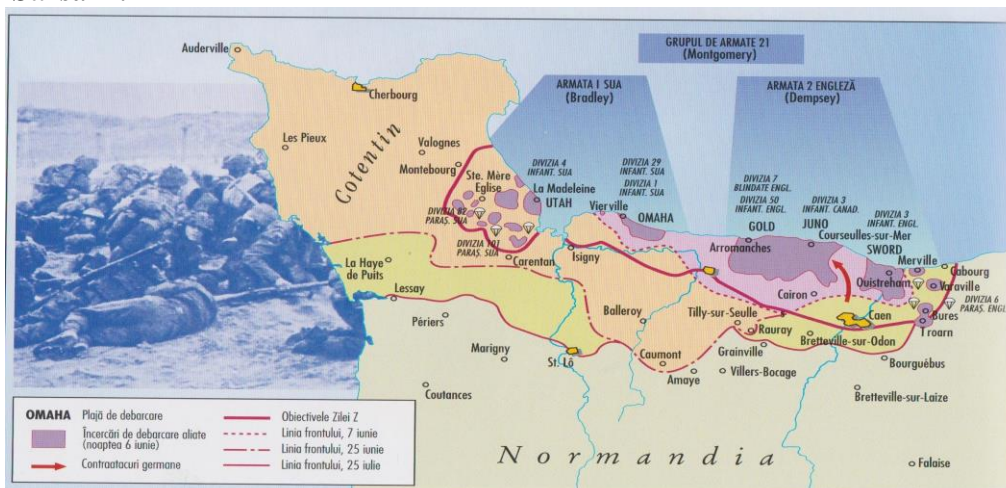 GRUPUL DE ARMATE 21
(Montgomery)
ARMATA I SUA
(Bradley)
ARMATA 2 ENGLEZĂ
(Dempsey)
Auderville
Cherbourg
Les Pieux
Cotentin
Valognes
Montebourg
Ste. Mère
Eglise
DIVIZIA 4
INFANT. SUA
La Madeleine
UTAH
DIVIZIA 82
PARAȘ. SUA
DIVIZIA 101
PARAȘ. SUA
DIVIZIA 29
INFANT. SUA
DIVIZIA 1
INFANT. SUA
Vierville
OMAHA
DIVIZIA 7
BLINDATE ENGL.
DIVIZIA 50
INFANT. ENGL.
GOLD
Arromanches
DIVIZIA 3
INFANT. CANAD.
JUNO
Courseulles-sur-Mer
DIVIZIA 3
INFANT. ENGL.
SWORD
Merville
Cabourg
Ouistreham
Varaville
DIVIZIA 6
PARAȘ. ENGL.
La Haye
de Puits
Carentan
Isigny
Lessay
Cairon
Caen
Bures
Troarn
Périers
Balleroy
Tilly-sur-Seulle
Rauray
Bretteville-sur-Odon
Marigny
St. Lô
Caumont
Grainville
Bourguébus
Coutances
Amaye
Villers-Bocage
Bretteville-sur-Laize
Normandia
Falaise
OMAHA Plajă de debarcare
Încercări de debarcare aliate
(noaptea 6 iunie)
Contraatacuri germane
Obiectivele Zilei Z
Linia frontului, 7 iunie
Linia frontului, 25 iunie
Linia frontului, 25 iulie